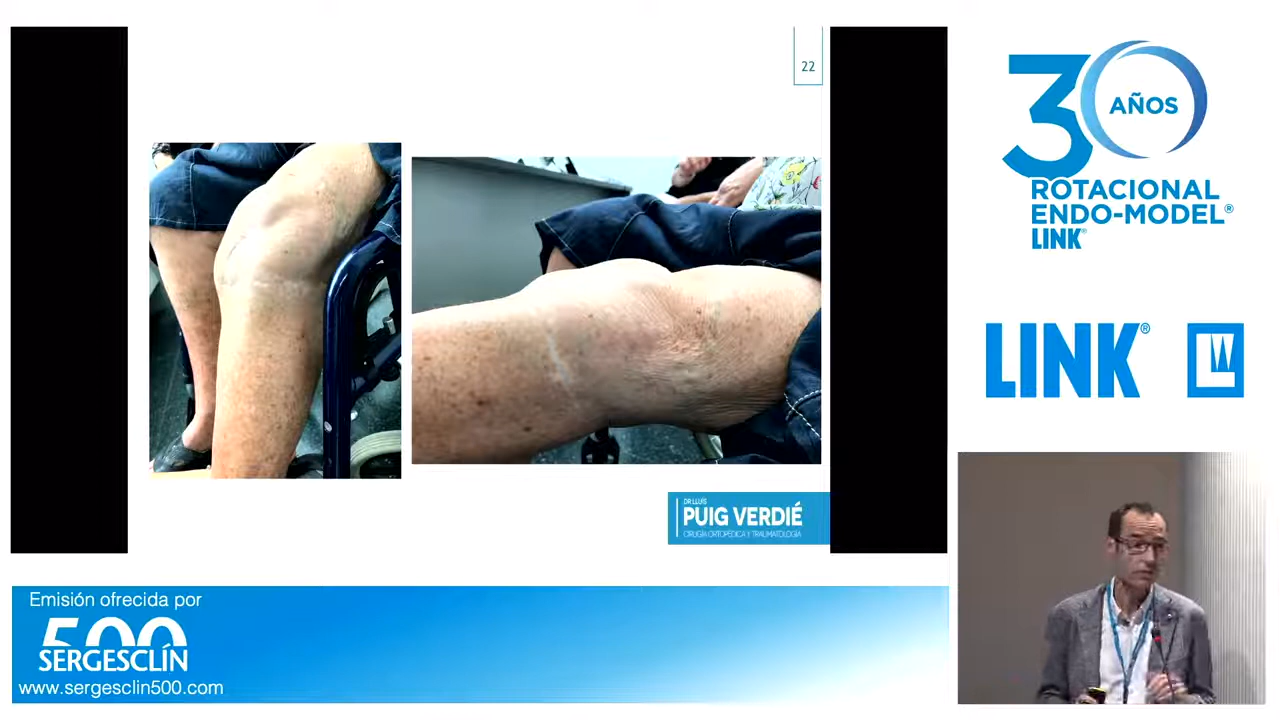 22
DR LLUÍS
PUIG VERDIÉ
CIRUGÍA ORTOPÉDICA Y TRAUMATOLOGÍA
30
AÑOS
ROTACIONAL
ENDO-MODEL®
LINK®
LINK®
Emisión ofrecida por
500
SERGESCLÍN
www.sergesclin500.com